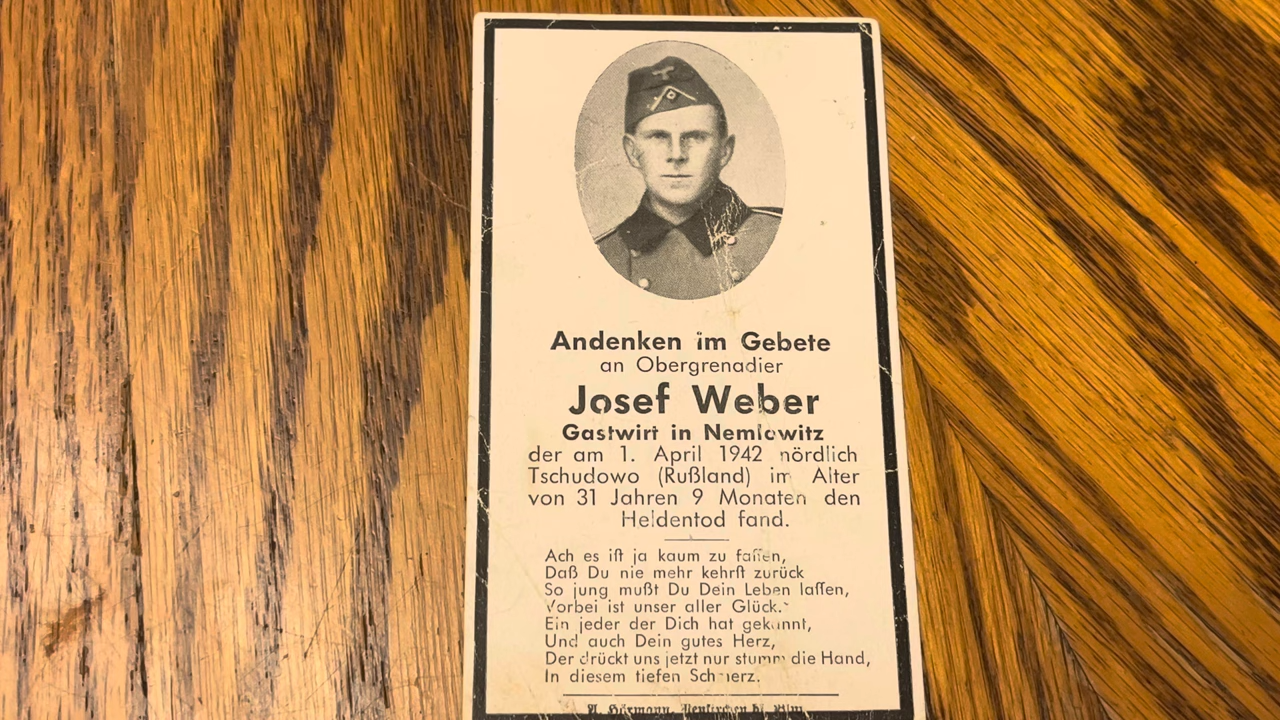 Andenken im Gebete
an Obergrenadier
Josef Weber
Gastwirt in Nemlowitz
der am 1. April 1942 nördlich
Tschudowo (Rußland) im Alter
von 31 Jahren 9 Monaten den
Heldentod fand.
Ach es iſt ja kaum zu faſſen,
Daß Du nie mehr kehrſt zurück
So jung mußt Du Dein Leben laſſen,
Vorbei ist unser aller Glück.
Ein jeder der Dich hat gekannt,
Und auch Dein gutes Herz,
Der drückt uns jetzt nur stumm die Hand,
In diesem tiefen Schmerz.
Neukirchen